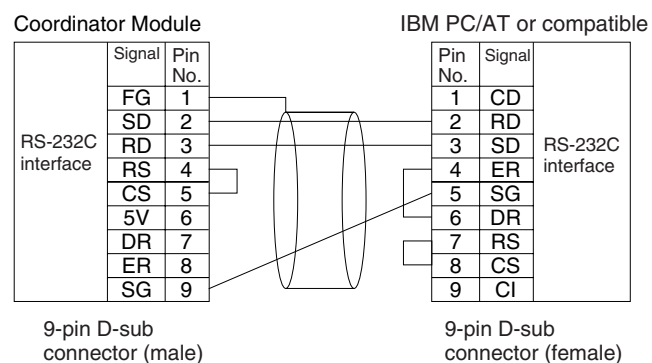 Coordinator Module
IBM PC/AT or compatible
Signal Pin No.
FG 1
SD 2
RD 3
RS 4
CS 5
5V 6
DR 7
ER 8
SG 9
RS-232C
interface
Pin No. Signal
1 CD
2 RD
3 SD
4 ER
5 SG
6 DR
7 RS
8 CS
9 CI
RS-232C
interface
9-pin D-sub
connector (male)
9-pin D-sub
connector (female)